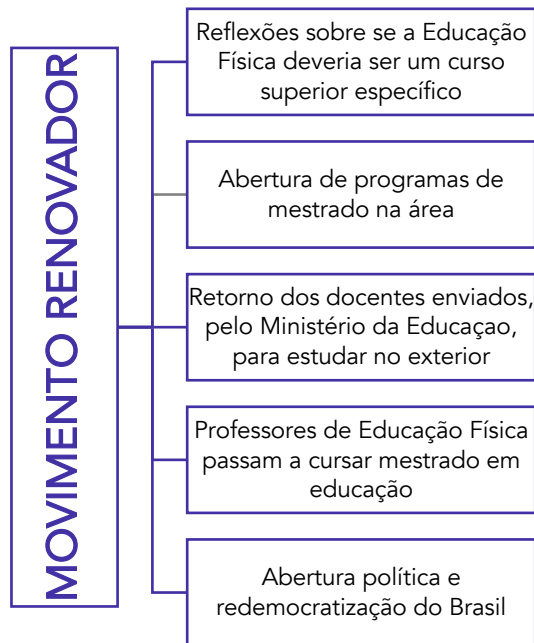 MOVIMENTO RENOVADOR
Reflexões sobre se a Educação
Física deveria ser um curso
superior específico
Abertura de programas de
mestrado na área
Retorno dos docentes enviados,
pelo Ministério da Educaçao,
para estudar no exterior
Professores de Educação Física
passam a cursar mestrado em
educação
Abertura política e
redemocratização do Brasil